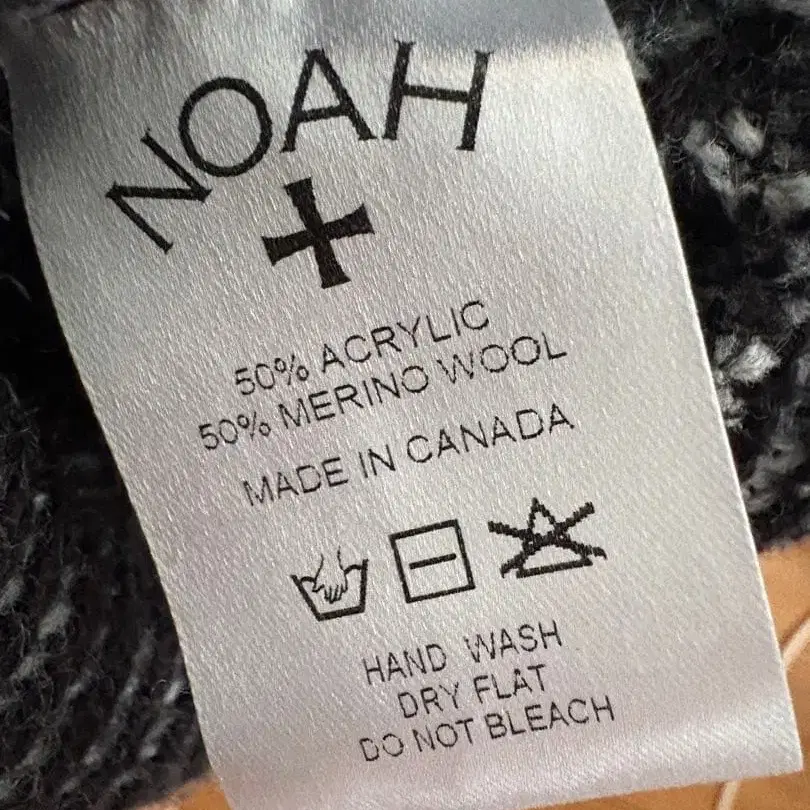 NOAH
50% ACRYLIC
50% MERINO WOOL
MADE IN CANADA
HAND WASH
DRY FLAT
DO NOT BLEACH